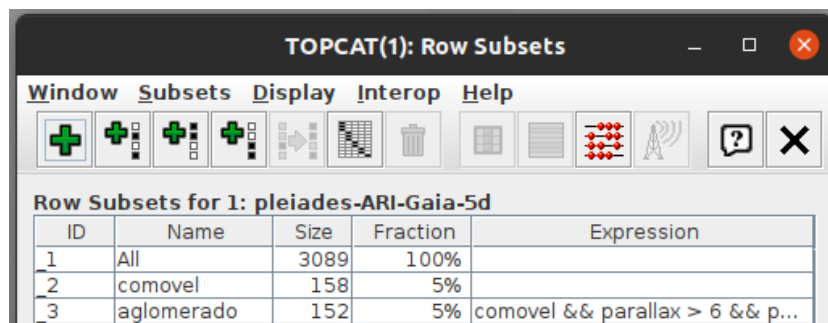 TOPCAT(1): Row Subsets
Window Subsets Display Interop Help
Row Subsets for 1: pleiades-ARI-Gaia-5d
ID Name Size Fraction Expression
_1 All 3089 100%
_2 comovel 158 5%
_3 aglomerado 152 5% comovel && parallax > 6 && p...